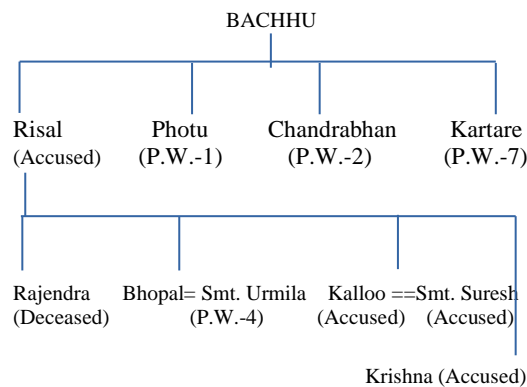 BACHHU
Risal Photu Chandrabhan Kartare
(Accused) (P.W.-1) (P.W.-2) (P.W.-7)
Rajendra Bhopal= Smt. Urmila Kalloo ==Smt. Suresh
(Deceased) (P.W.-4) (Accused) (Accused)
Krishna (Accused)